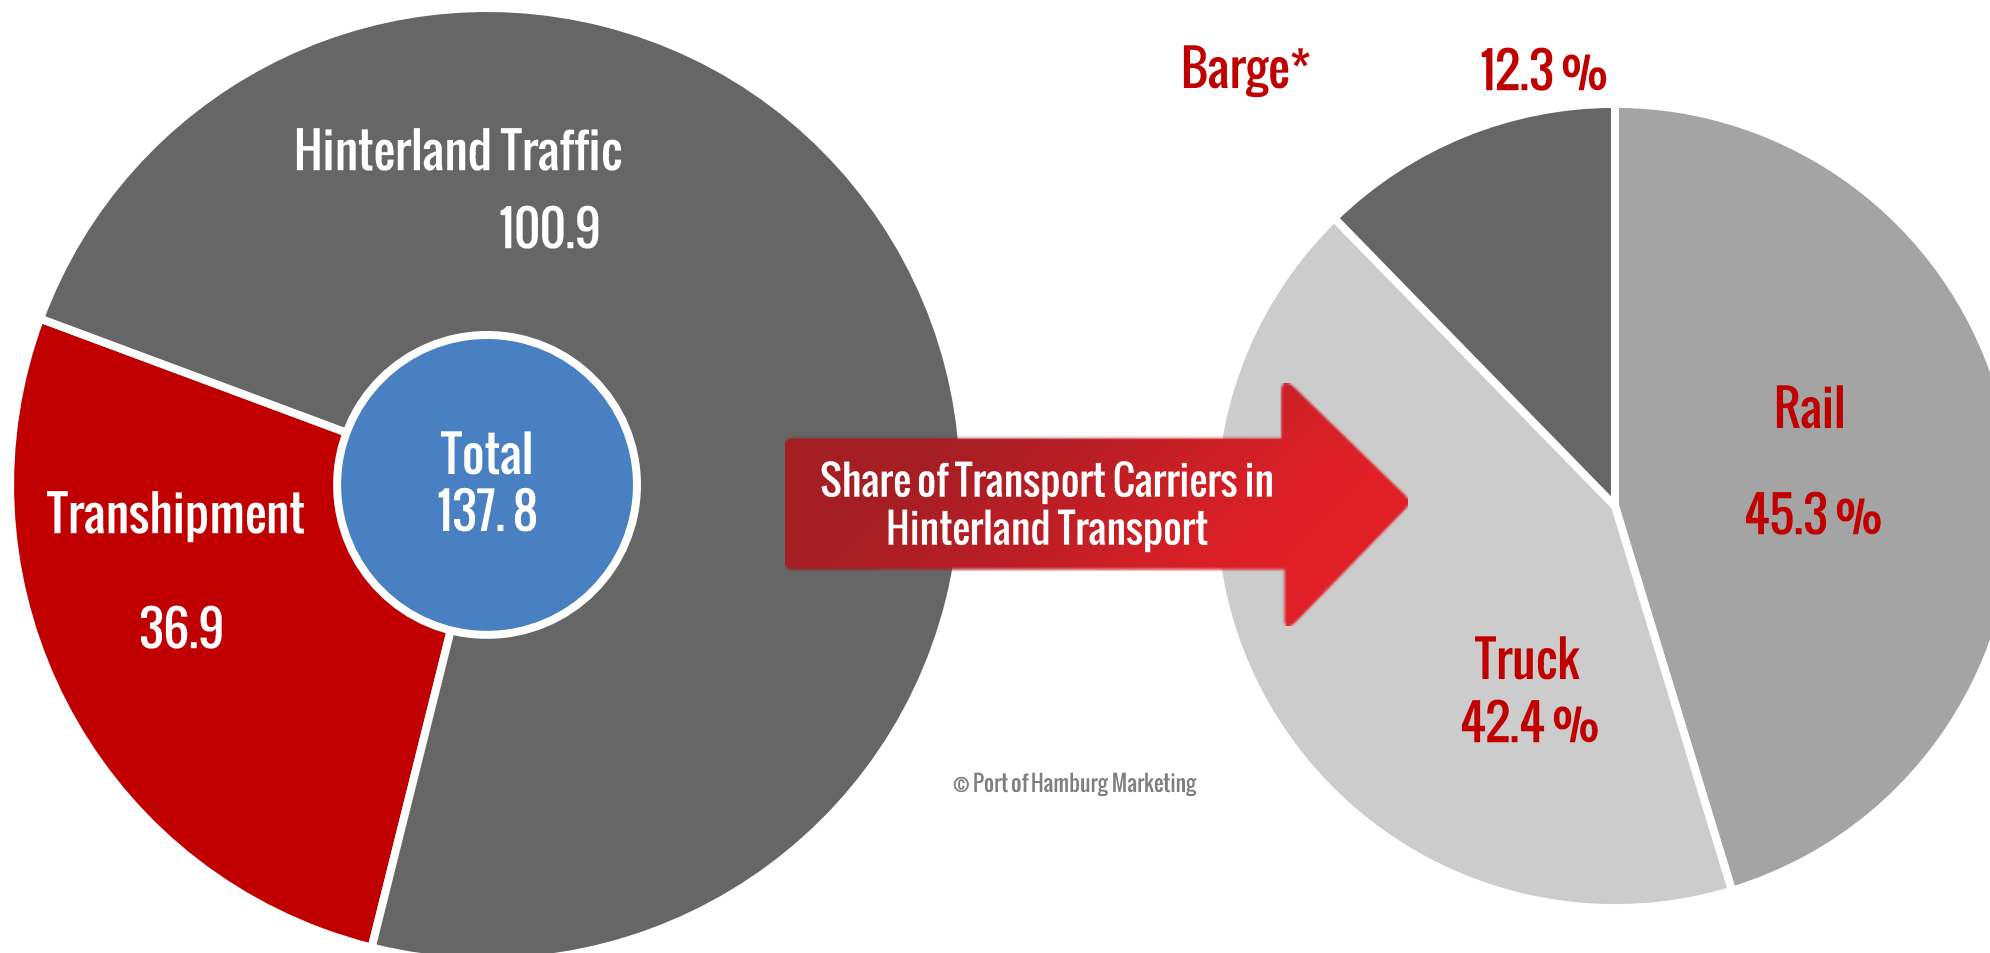 Hinterland Traffic
100.9
Transhipment
36.9
Total
137. 8
Share of Transport Carriers in
Hinterland Transport
Barge* 12.3 %
Rail
45.3 %
Truck
42.4 %
© Port of Hamburg Marketing